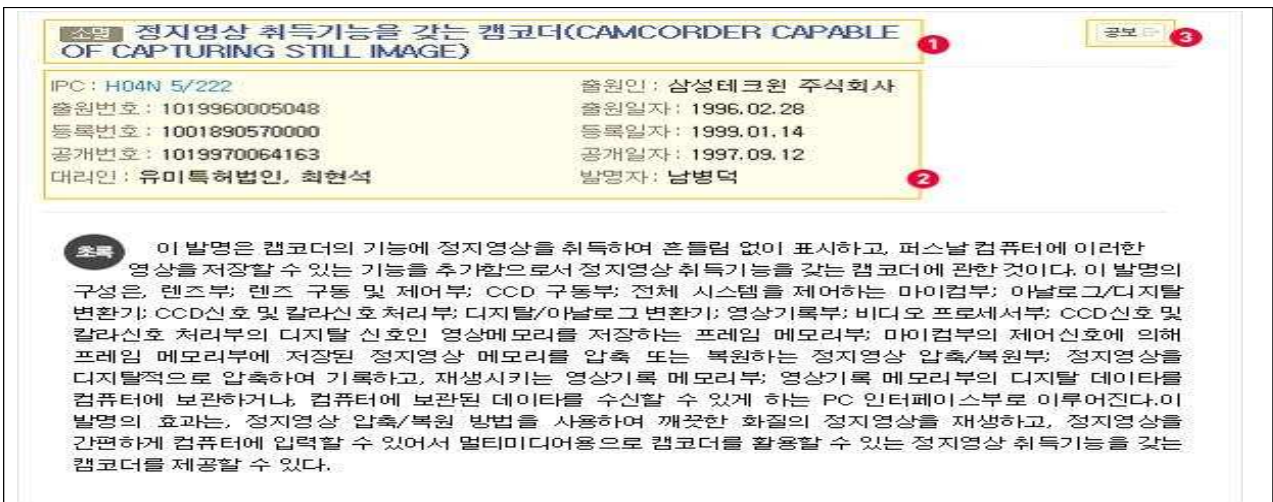 소멸 정지영상 취득기능을 갖는 캠코더(CAMCORDER CAPABLE
OF CAPTURING STILL IMAGE)
1
공보
3
IPC : H04N 5/222
출원인 : 삼성테크윈 주식회사
출원번호 : 1019960005048
출원일자 : 1996.02.28
등록번호 : 1001890570000
등록일자 : 1999.01.14
공개번호 : 1019970064163
공개일자 : 1997.09.12
대리인 : 유미특허법인, 최현석
발명자 : 남병덕
2
초록 이 발명은 캠코더의 기능에 정지영상을 취득하여 흔들림 없이 표시하고, 퍼스날 컴퓨터에 이러한
영상을 저장할 수 있는 기능을 추가함으로서 정지영상 취득기능을 갖는 캠코더에 관한 것이다. 이 발명의
구성은, 렌즈부; 렌즈 구동 및 제어부; CCD 구동부; 전체 시스템을 제어하는 마이컴부; 아날로그/디지탈
변환기; CCD신호 및 칼라신호 처리부; 디지탈/아날로그 변환기; 영상기록부; 비디오 프로세서부; CCD신호 및
칼라신호 처리부의 디지탈 신호인 영상메모리를 저장하는 프레임 메모리부; 마이컴부의 제어신호에 의해
프레임 메모리부에 저장된 정지영상 메모리를 압축 또는 복원하는 정지영상 압축/복원부; 정지영상을
디지탈적으로 압축하여 기록하고, 재생시키는 영상기록 메모리부; 영상기록 메모리부의 디지탈 데이타를
컴퓨터에 보관하거나, 컴퓨터에 보관된 데이타를 수신할 수 있게 하는 PC 인터페이스부로 이루어진다.이
발명의 효과는, 정지영상 압축/복원 방법을 사용하여 깨끗한 화질의 정지영상을 재생하고, 정지영상을
간편하게 컴퓨터에 입력할 수 있어서 멀티미디어용으로 캠코더를 활용할 수 있는 정지영상 취득기능을 갖는
캠코더를 제공할 수 있다.